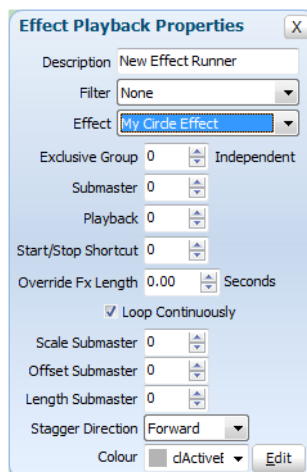 Effect Playback Properties X
Description New Effect Runner
Filter None
Effect My Circle Effect
Exclusive Group 0 Independent
Submaster 0
Playback 0
Start/Stop Shortcut 0
Override Fx Length 0.00 Seconds
Loop Continuously
Scale Submaster 0
Offset Submaster 0
Length Submaster 0
Stagger Direction Forward
Colour clActiveB Edit